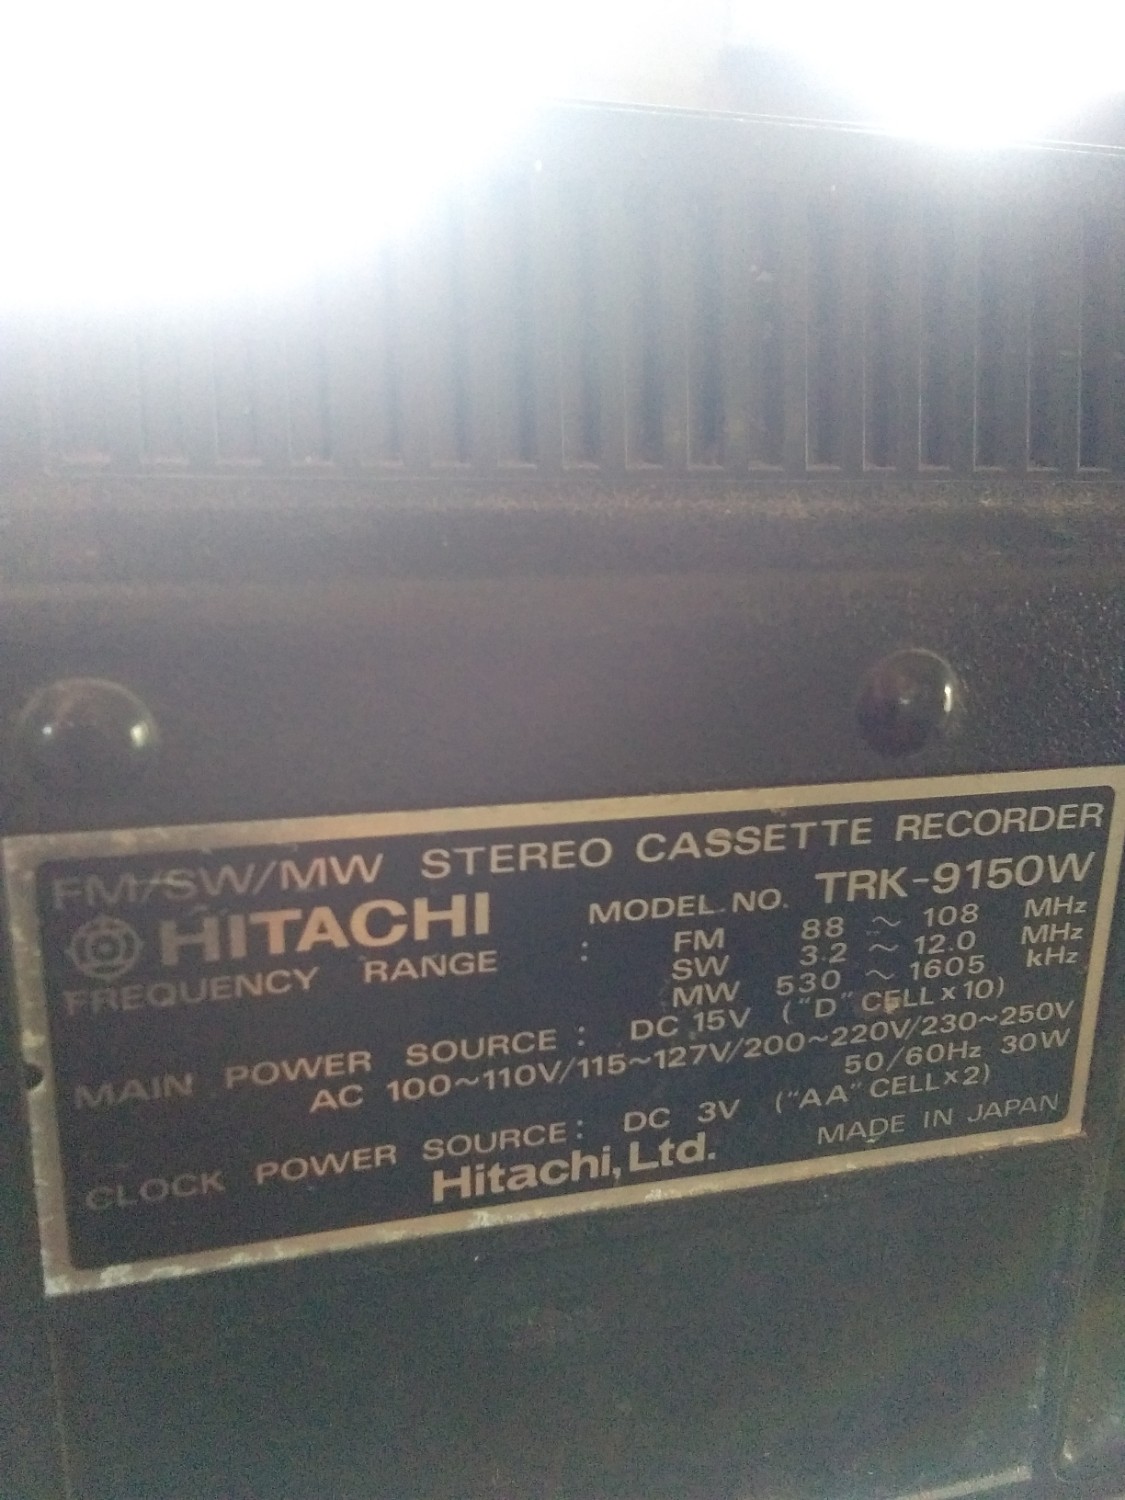 FM/SW/MW STEREO CASSETTE RECORDER
HITACHI MODEL NO. TRK-9150W
FREQUENCY RANGE : FM 88 ~ 108 MHz
SW 3.2 ~ 12.0 MHz
MW 530 ~ 1605 kHz
MAIN POWER SOURCE : DC 15V ("D" CELL x 10)
AC 100~110V/115~127V/200~220V/230~250V
50/60Hz 30W
CLOCK POWER SOURCE : DC 3V ("AA" CELL x 2)
Hitachi, Ltd. MADE IN JAPAN